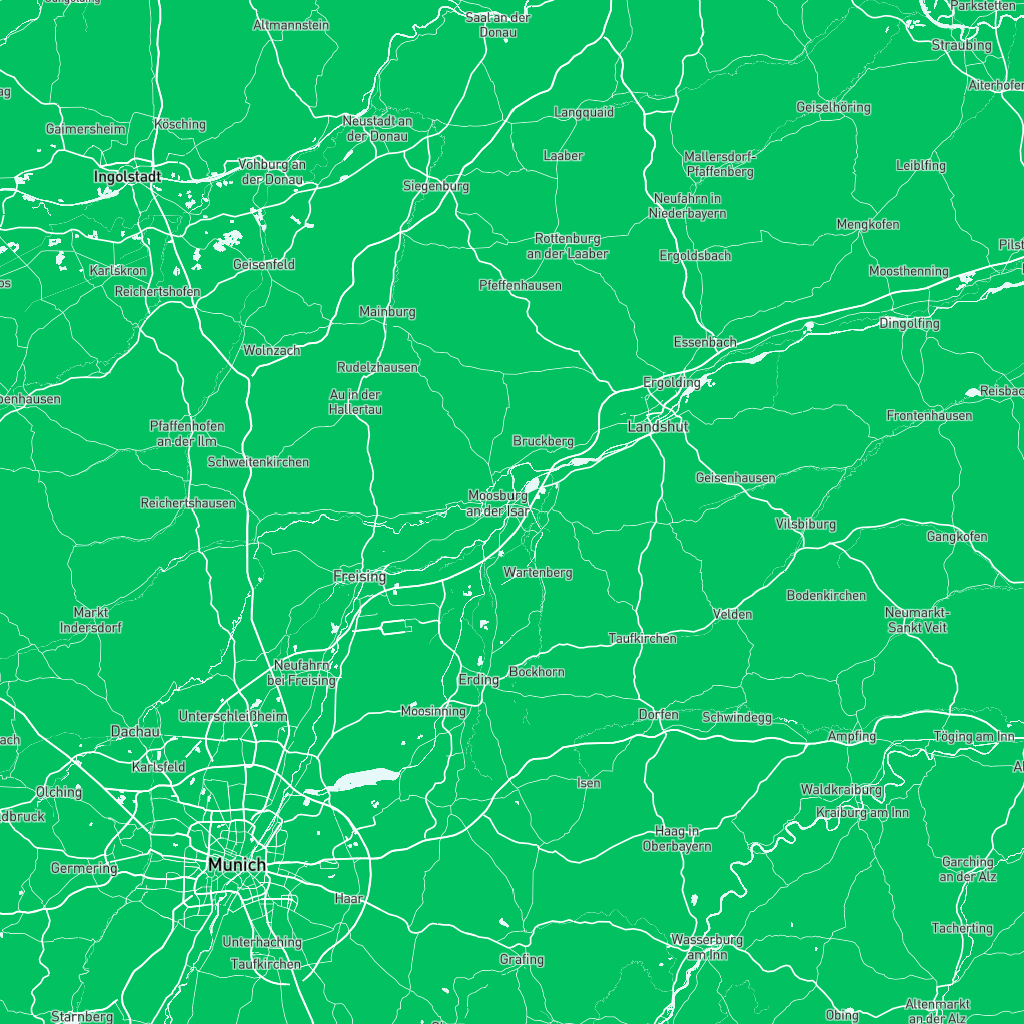 Parkstetten
Saal an der
Donau
Altmannstein
Straubing
Aiterhofen
Geiselhöring
Langquaid
Neustadt an
der Donau
Kösching
Gaimersheim
Laaber
Mallersdorf-
Pfaffenberg
Leiblfing
Vohburg an
der Donau
Ingolstadt
Siegenburg
Neufahrn in
Niederbayern
Mengkofen
Rottenburg
an der Laaber
Ergoldsbach
Pilst
Geisenfeld
Karlskron
Moosthenning
os
Reichertshofen
Pfeffenhausen
Mainburg
Dingolfing
Essenbach
Wolnzach
Rudelzhausen
Ergolding
Reisbac
benhausen
Au in der
Hallertau
Frontenhausen
Pfaffenhofen
an der Ilm
Landshut
Bruckberg
Schweitenkirchen
Geisenhausen
Reichertshausen
Moosburg
an der Isar
Vilsbiburg
Gangkofen
Freising
Wartenberg
Bodenkirchen
Markt
Indersdorf
Velden
Neumarkt-
Sankt Veit
Taufkirchen
Neufahrn
bei Freising
Bockhorn
Erding
Unterschleißheim
Moosinning
Dorfen
Schwindegg
Dachau
ach
Ampfing
Töging am Inn
Karlsfeld
Isen
Olching
Waldkraiburg
Kraiburg am Inn
ldbruck
Haag in
Oberbayern
Munich
Germering
Garching
an der Alz
Haar
Tacherting
Unterhaching
Wasserburg
am Inn
Taufkirchen
Grafing
Altenmarkt
an der Alz
Starnberg
Obing